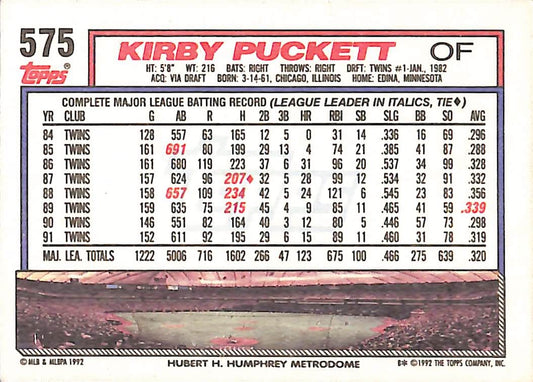 575 KIRBY PUCKETT OF
Topps®
HT: 5'8" WT: 216 BATS: RIGHT THROWS: RIGHT DRFT: TWINS #1-JAN., 1982
ACQ: VIA DRAFT BORN: 3-14-61, CHICAGO, ILLINOIS HOME: EDINA, MINNESOTA
COMPLETE MAJOR LEAGUE BATTING RECORD (LEAGUE LEADER IN ITALICS, TIE♦)
YR CLUB G AB R H 2B 3B HR RBI SB SLG BB SO AVG
84 TWINS 128 557 63 165 12 5 0 31 14 .336 16 69 .296
85 TWINS 161 691 80 199 29 13 4 74 21 .385 41 87 .288
86 TWINS 161 680 119 223 37 6 31 96 20 .537 34 99 .328
87 TWINS 157 624 96 207♦ 32 5 28 99 12 .534 32 91 .332
88 TWINS 158 657 109 234 42 5 24 121 6 .545 23 83 .356
89 TWINS 159 635 75 215 45 4 9 85 11 .465 41 59 .339
90 TWINS 146 551 82 164 40 3 12 80 5 .446 57 73 .298
91 TWINS 152 611 92 195 29 6 15 89 11 .460 31 78 .319
MAJ. LEA. TOTALS 1222 5006 716 1602 266 47 123 675 100 .466 275 639 .320
© MLB & MLBPA 1992 HUBERT H. HUMPHREY METRODOME B* © 1992 THE TOPPS COMPANY, INC.